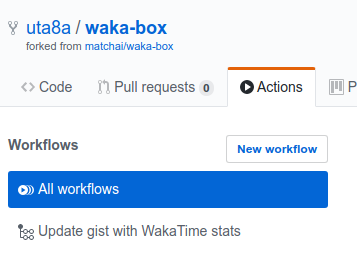 uta8a / waka-box
forked from matchai/waka-box
Code Pull requests 0 Actions P
Workflows New workflow
All workflows
Update gist with WakaTime stats